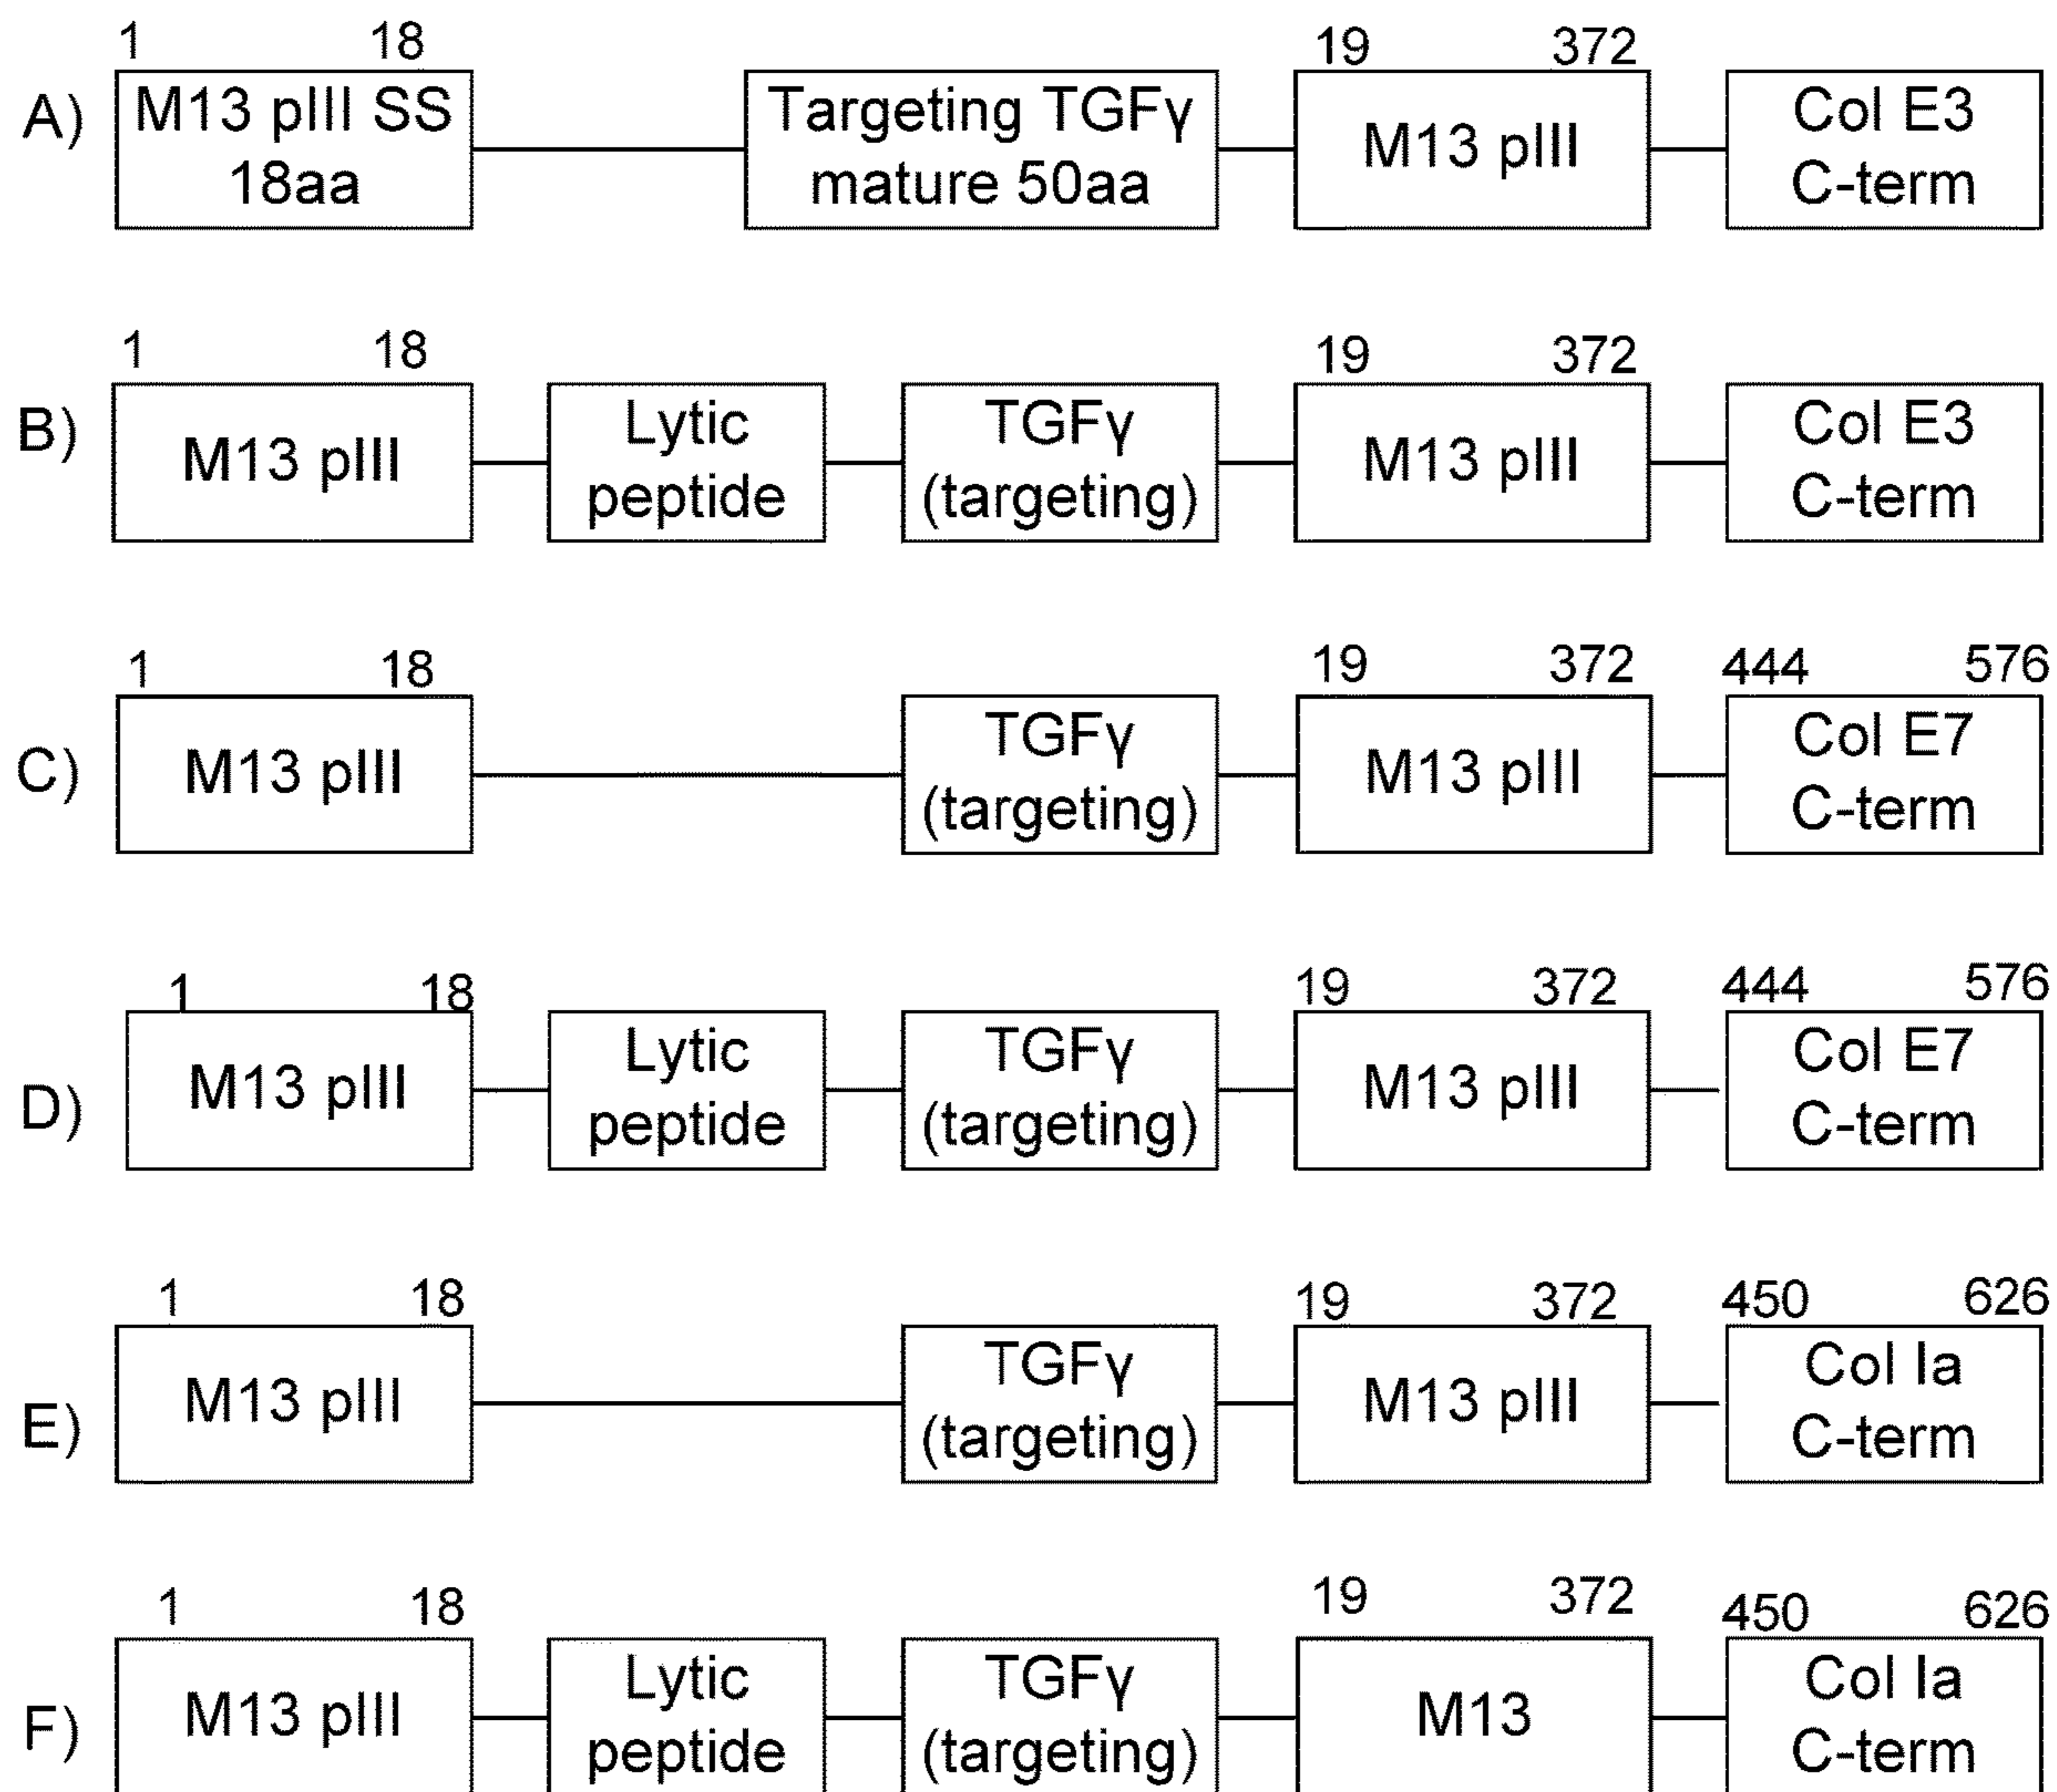 1 18 19 372
A) M13 pIII SS Targeting TGFγ M13 pIII Col E3
18aa mature 50aa C-term
1 18 19 372
B) M13 pIII Lytic TGFγ M13 pIII Col E3
peptide (targeting) C-term
1 18 19 372 444 576
C) M13 pIII TGFγ M13 pIII Col E7
(targeting) C-term
1 18 19 372 444 576
D) M13 pIII Lytic TGFγ M13 pIII Col E7
peptide (targeting) C-term
1 18 19 372 450 626
E) M13 pIII TGFγ M13 pIII Col Ia
(targeting) C-term
1 18 19 372 450 626
F) M13 pIII Lytic TGFγ M13 Col Ia
peptide (targeting) C-term